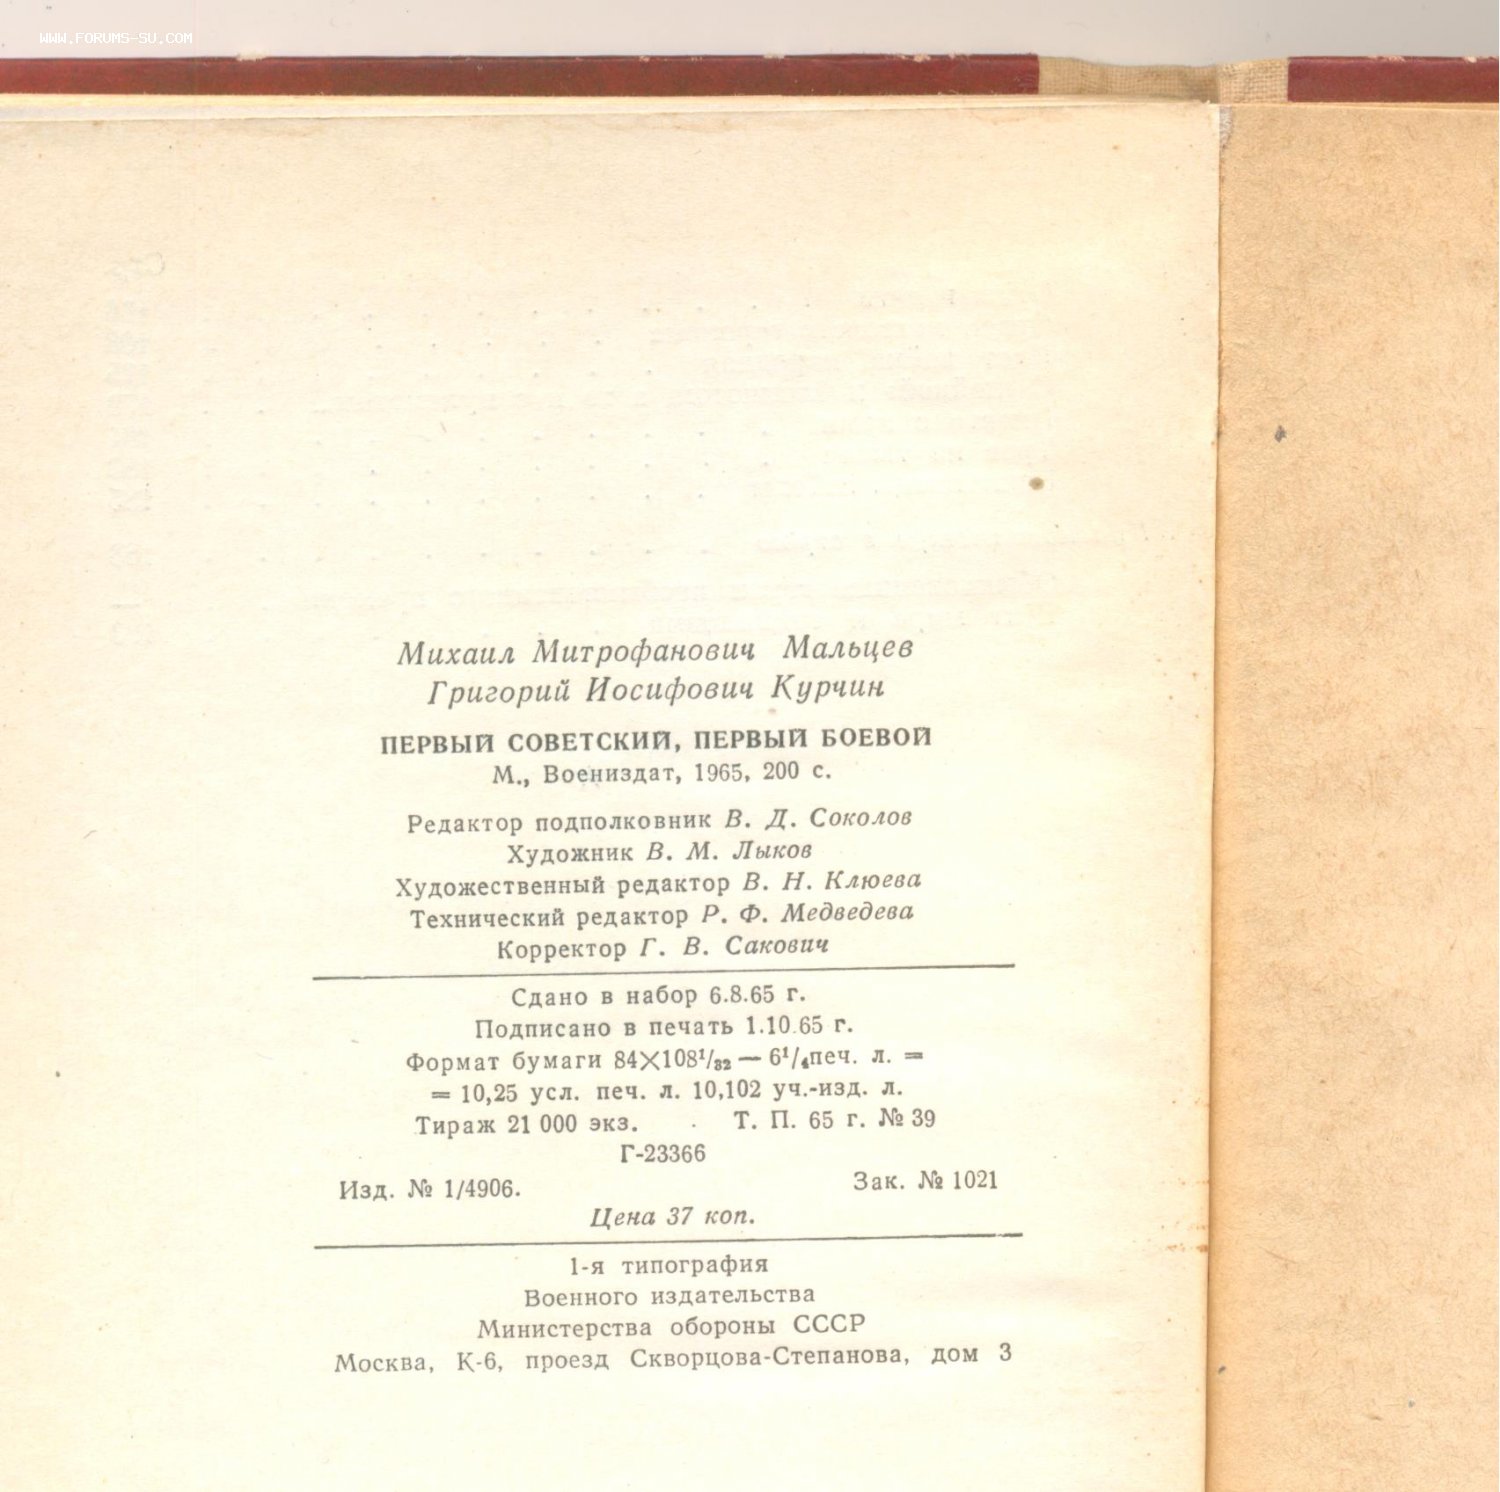 WWW.FORUMS-SU.COM
Михаил Митрофанович Мальцев
Григорий Иосифович Курчин
ПЕРВЫЙ СОВЕТСКИЙ, ПЕРВЫЙ БОЕВОЙ
М., Воениздат, 1965, 200 с.
Редактор подполковник В. Д. Соколов
Художник В. М. Лыков
Художественный редактор В. Н. Клюева
Технический редактор Р. Ф. Медведева
Корректор Г. В. Сакович
Сдано в набор 6.8.65 г.
Подписано в печать 1.10.65 г.
Формат бумаги 84×108¹/₃₂ — 6¹/₄печ. л. =
= 10,25 усл. печ. л. 10,102 уч.-изд. л.
Тираж 21 000 экз. Т. П. 65 г. № 39
Г-23366
Изд. № 1/4906. Зак. № 1021
Цена 37 коп.
1-я типография
Военного издательства
Министерства обороны СССР
Москва, К-6, проезд Скворцова-Степанова, дом 3